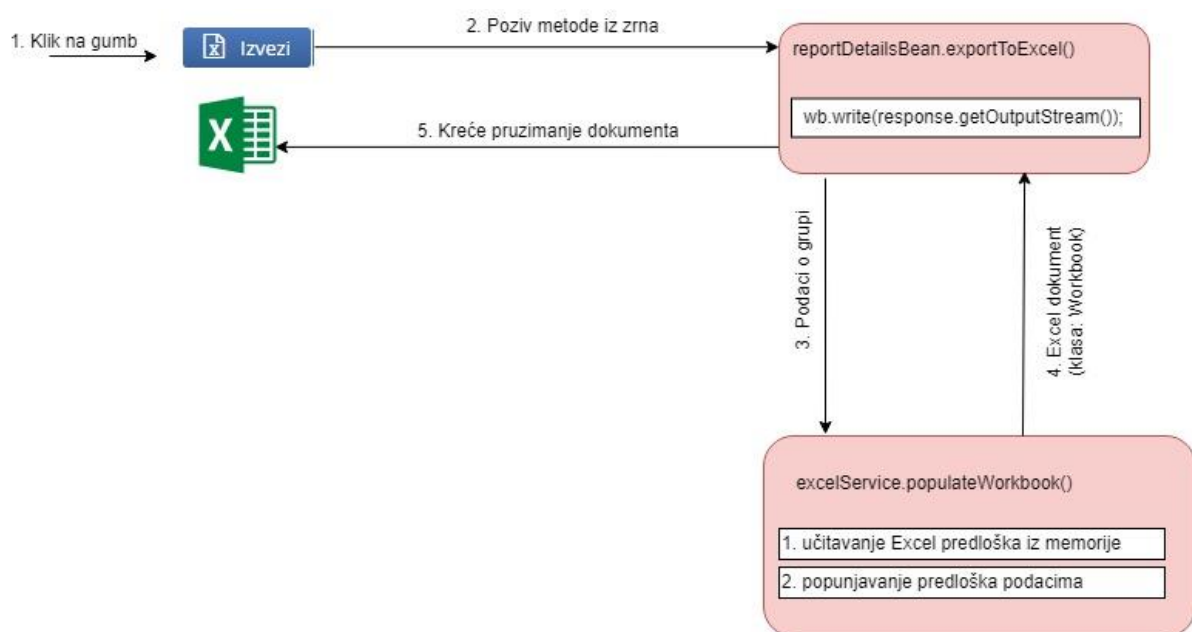 1. Klik na gumb
Izvezi
2. Poziv metode iz zrna
reportDetailsBean.exportToExcel()
wb.write(response.getOutputStream());
X
5. Kreće pruzimanje dokumenta
3. Podaci o grupi
4. Excel dokument
(klasa: Workbook)
excelService.populateWorkbook()
1. učitavanje Excel predloška iz memorije
2. popunjavanje predloška podacima